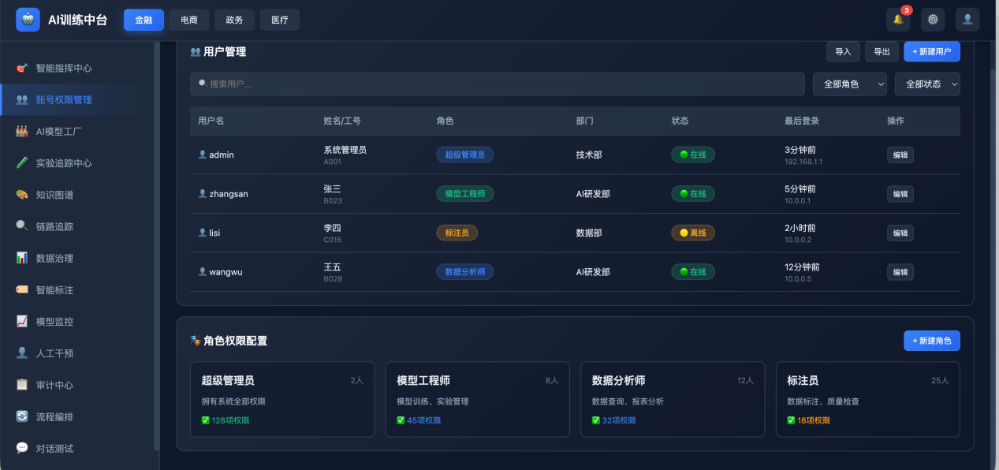 AI训练中台
金融
电商
政务
医疗
3
智能指挥中心
账号权限管理
AI模型工厂
实验追踪中心
知识图谱
链路追踪
数据治理
智能标注
模型监控
人工干预
审计中心
流程编排
对话测试
用户管理
导入
导出
+ 新建用户
搜索用户...
全部角色
全部状态
用户名 姓名/工号 角色 部门 状态 最后登录 操作
admin 系统管理员 超级管理员 技术部 在线 3分钟前 编辑
A001 192.168.1.1
zhangsan 张三 模型工程师 AI研发部 在线 5分钟前 编辑
B023 10.0.0.1
lisi 李四 标注员 数据部 离线 2小时前 编辑
C015 10.0.0.2
wangwu 王五 数据分析师 AI研发部 在线 12分钟前 编辑
B028 10.0.0.5
角色权限配置
+ 新建角色
超级管理员 2人
拥有系统全部权限
128项权限
模型工程师 8人
模型训练、实验管理
45项权限
数据分析师 12人
数据查询、报表分析
32项权限
标注员 25人
数据标注、质量检查
18项权限